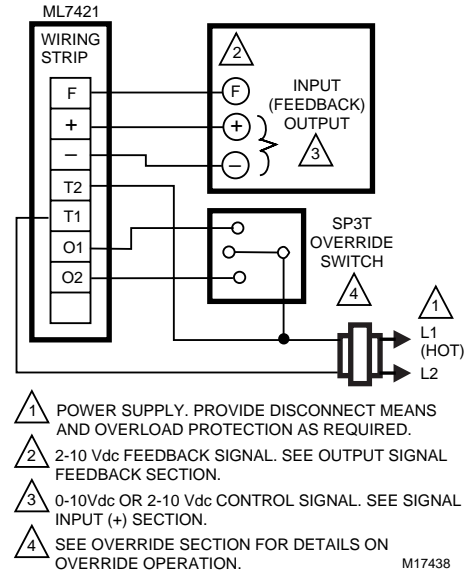 ML7421
WIRING
STRIP
F
+
−
T2
T1
O1
O2
2
F
+
−
INPUT
(FEEDBACK)
OUTPUT
3
SP3T
OVERRIDE
SWITCH
4
1
L1
(HOT)
L2
1 POWER SUPPLY. PROVIDE DISCONNECT MEANS
AND OVERLOAD PROTECTION AS REQUIRED.
2 2-10 Vdc FEEDBACK SIGNAL. SEE OUTPUT SIGNAL
FEEDBACK SECTION.
3 0-10Vdc OR 2-10 Vdc CONTROL SIGNAL. SEE SIGNAL
INPUT (+) SECTION.
4 SEE OVERRIDE SECTION FOR DETAILS ON
OVERRIDE OPERATION.
M17438